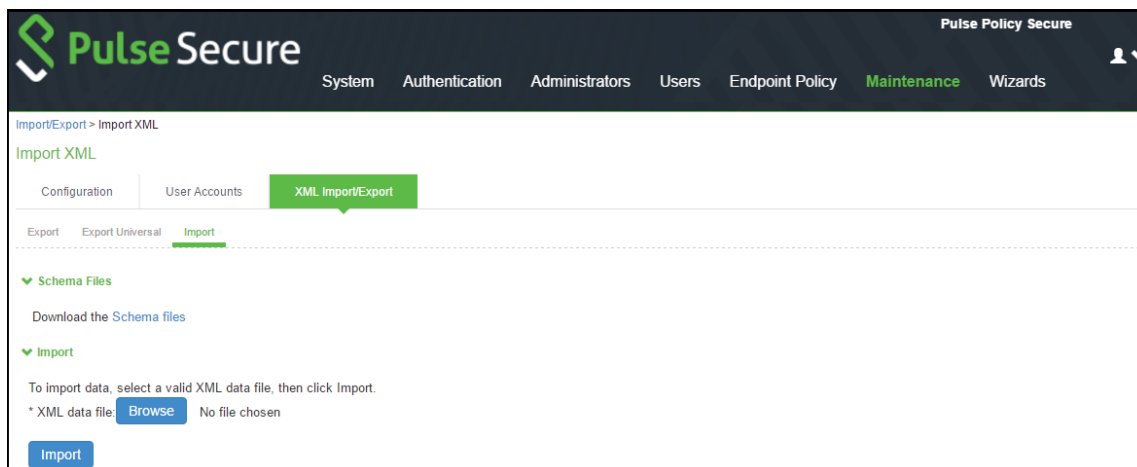 Pulse Policy Secure
Pulse Secure
System Authentication Administrators Users Endpoint Policy Maintenance Wizards
Import/Export > Import XML
Import XML
Configuration User Accounts XML Import/Export
Export Export Universal Import
Schema Files
Download the Schema files
Import
To import data, select a valid XML data file, then click Import.
* XML data file: Browse No file chosen
Import